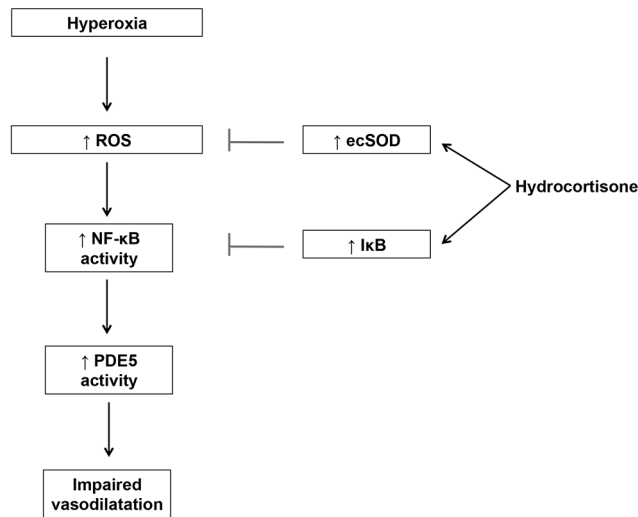 Hyperoxia
↑ ROS
↑ ecSOD
Hydrocortisone
↑ NF-κB
activity
↑ IκB
↑ PDE5
activity
Impaired
vasodilatation